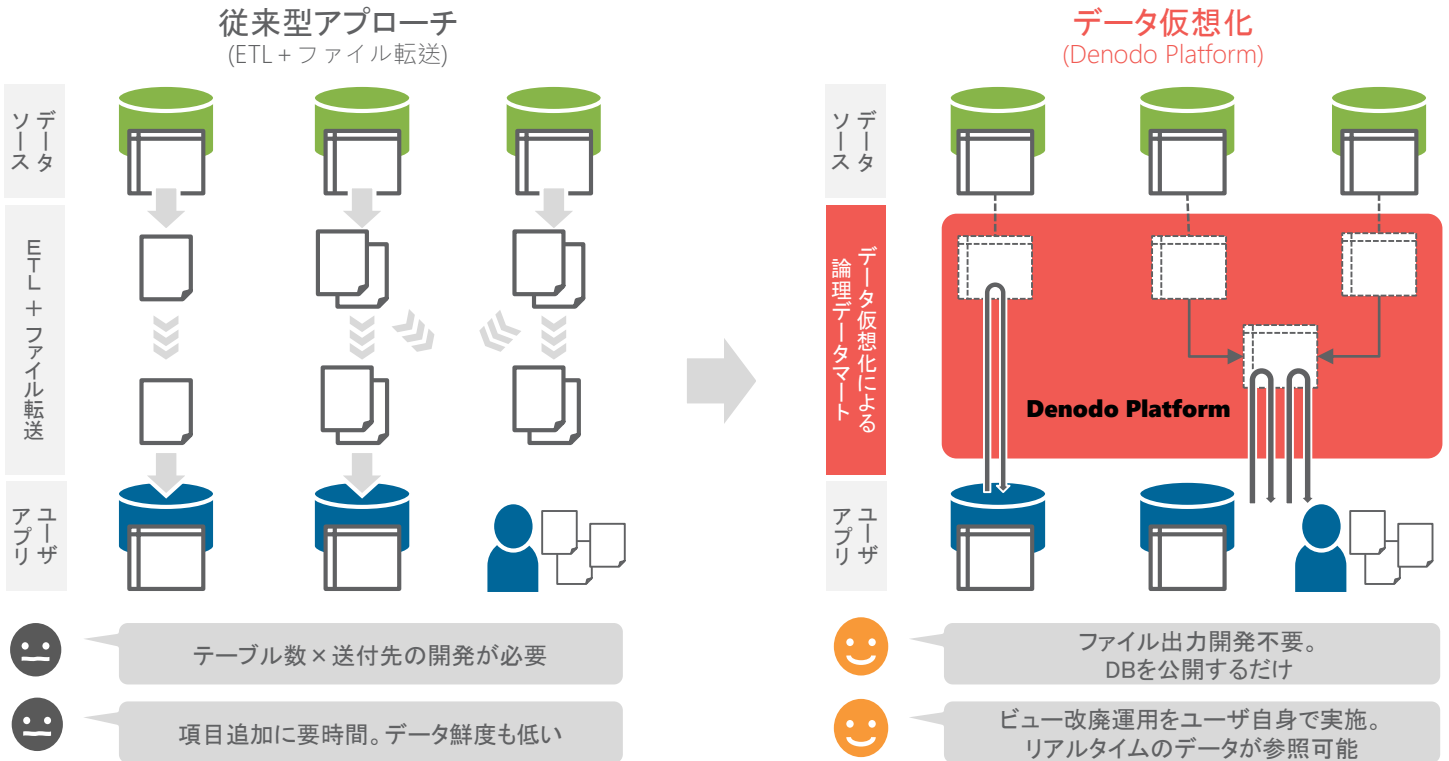 従来型アプローチ
(ETL+ファイル転送)
データ
ソース
ETL+ファイル転送
ユーザ
アプリ
テーブル数×送付先の開発が必要
項目追加に要時間。データ鮮度も低い
データ仮想化
(Denodo Platform)
データ
ソース
データ仮想化による
論理データマート
Denodo Platform
ユーザ
アプリ
ファイル出力開発不要。
DBを公開するだけ
ビュー改廃運用をユーザ自身で実施。
リアルタイムのデータが参照可能